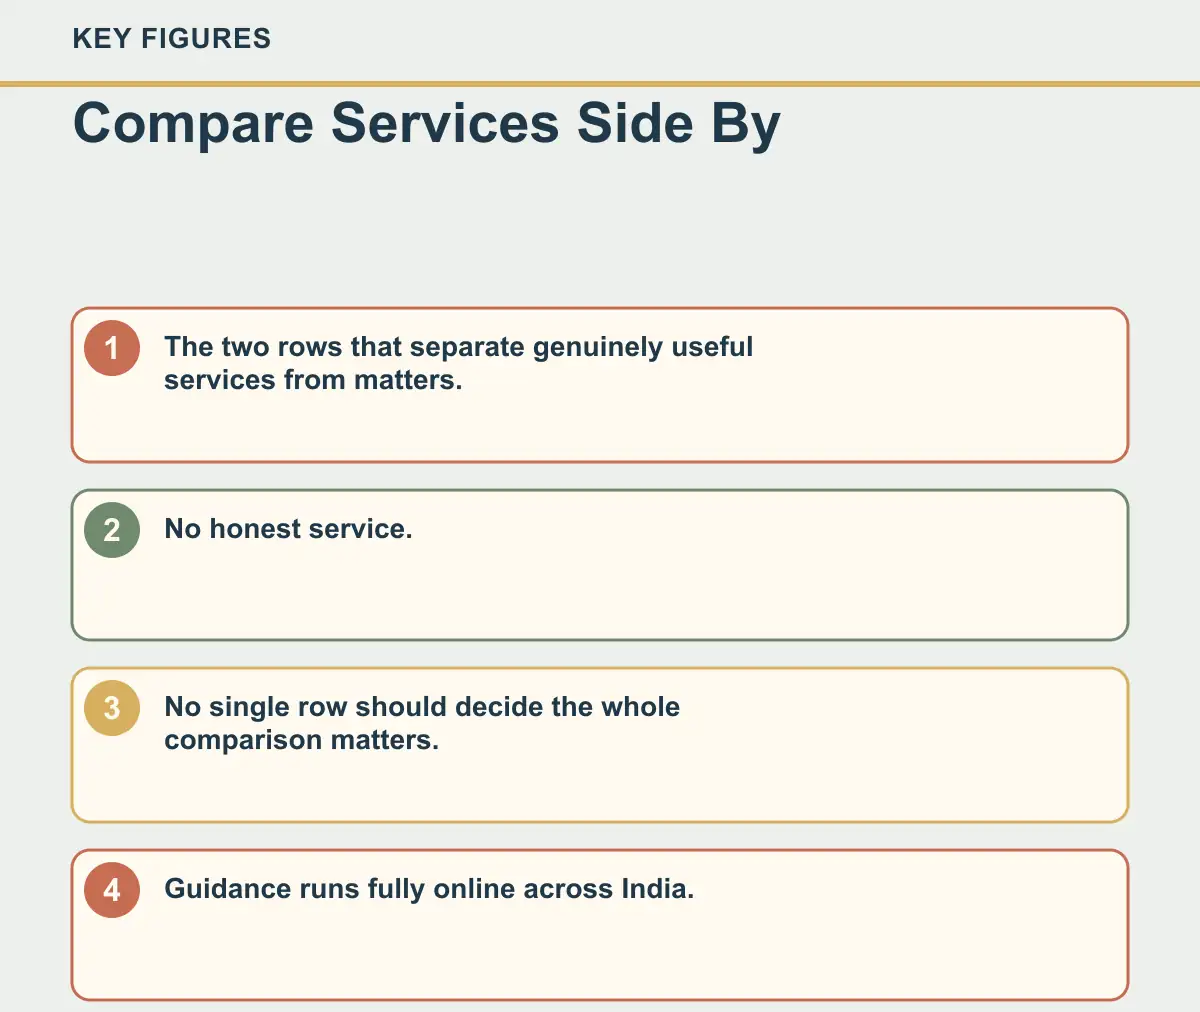 KEY FIGURES
Compare Services Side By
1
The two rows that separate genuinely useful
services from matters.
2
No honest service.
3
No single row should decide the whole
comparison matters.
4
Guidance runs fully online across India.